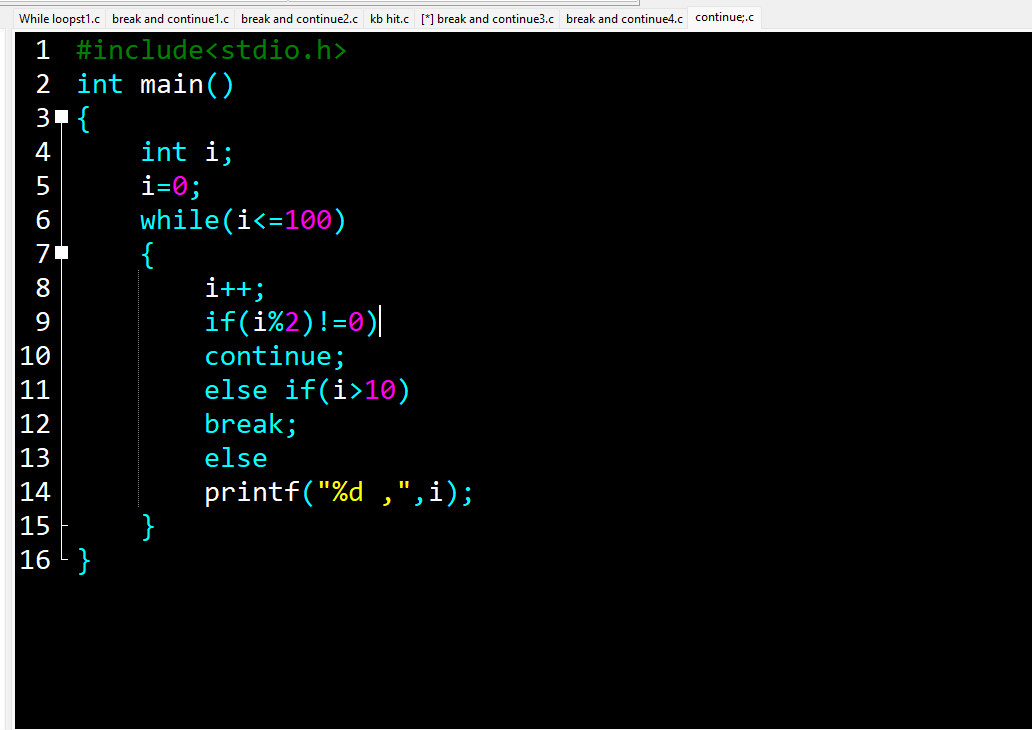 While loopst1.c break and continue1.c break and continue2.c kb hit.c [*] break and continue3.c break and continue4.c continue;.c
1 #include<stdio.h>
2 int main()
3 {
4 int i;
5 i=0;
6 while(i<=100)
7 {
8 i++;
9 if(i%2)!=0)
10 continue;
11 else if(i>10)
12 break;
13 else
14 printf("%d ,",i);
15 }
16 }